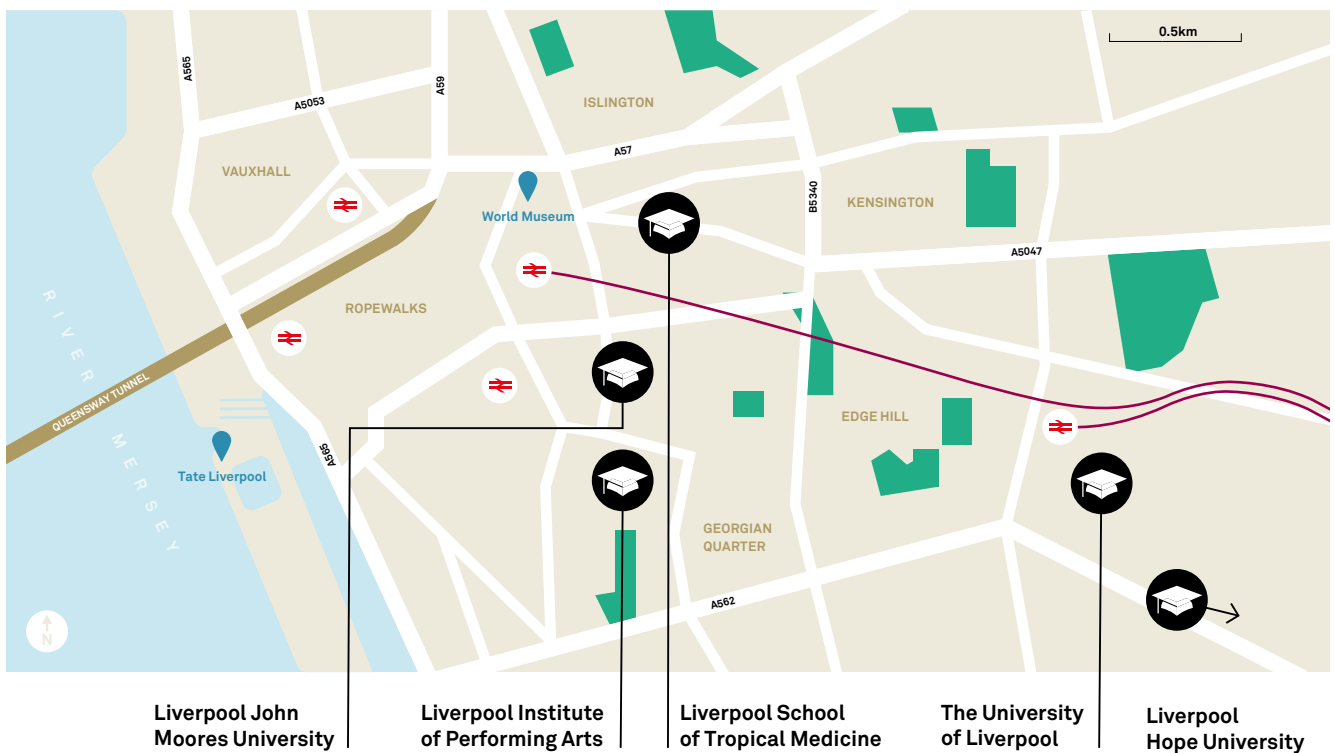 0.5km
A565
A59
A5053
ISLINGTON
A57
VAUXHALL
World Museum
B5340
KENSINGTON
A5047
RIVER MERSEY
ROPEWALKS
QUEENSWAY TUNNEL
EDGE HILL
A565
Tate Liverpool
GEORGIAN
QUARTER
A562
N
Liverpool John
Moores University
Liverpool Institute
of Performing Arts
Liverpool School
of Tropical Medicine
The University
of Liverpool
Liverpool
Hope University